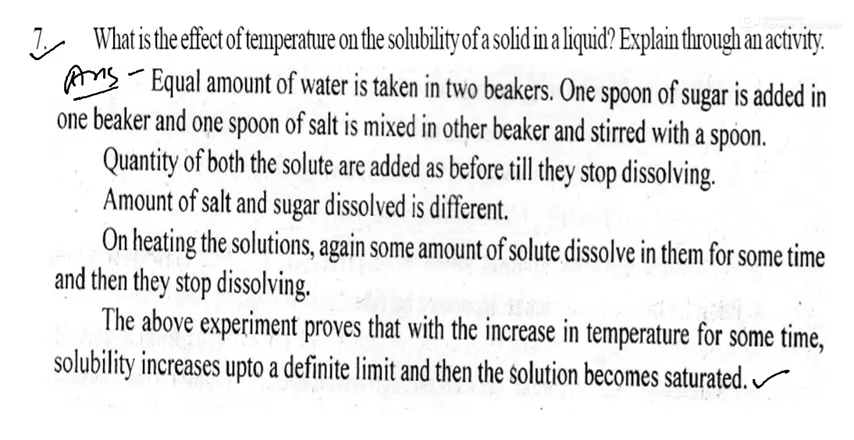 7. What is the effect of temperature on the solubility of a solid in a liquid? Explain through an activity.
Ans - Equal amount of water is taken in two beakers. One spoon of sugar is added in
one beaker and one spoon of salt is mixed in other beaker and stirred with a spoon.
Quantity of both the solute are added as before till they stop dissolving.
Amount of salt and sugar dissolved is different.
On heating the solutions, again some amount of solute dissolve in them for some time
and then they stop dissolving.
The above experiment proves that with the increase in temperature for some time,
solubility increases upto a definite limit and then the solution becomes saturated.